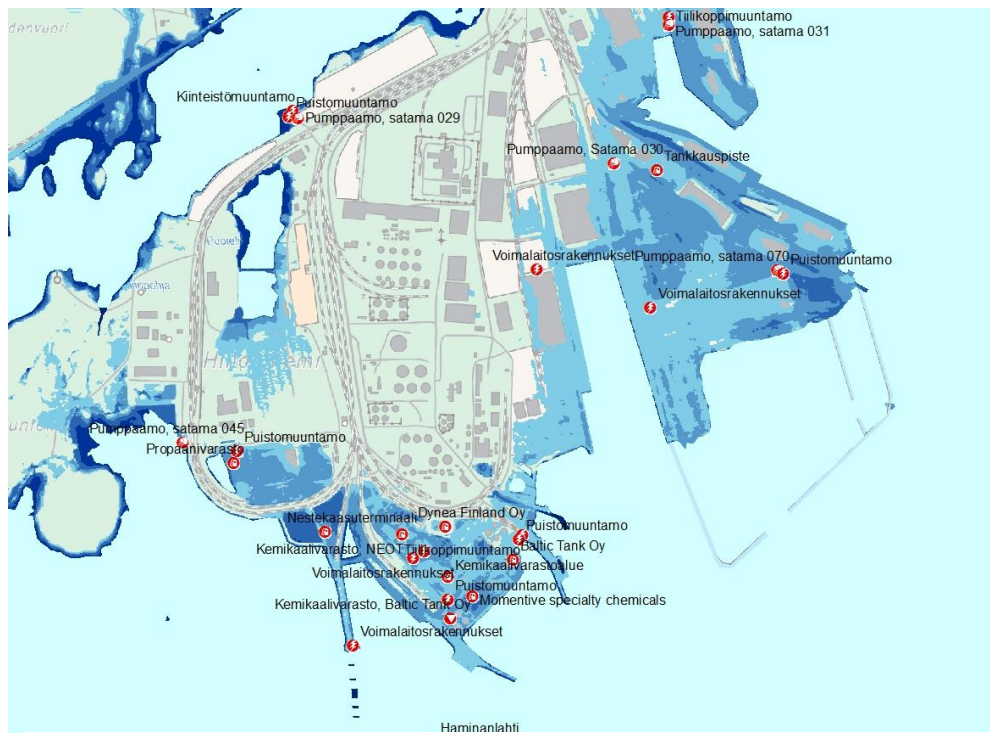 Tiilikoppimuuntamo
denvuori
Pumppaamo, satama 031
Kiinteistömuuntamo
Puistomuuntamo
Pumppaamo, satama 029
Pumppaamo, Satama 030
Tankkauspiste
Voimalaitosrakennukset
Pumppaamo, satama 070
Puistomuuntamo
Voimalaitosrakennukset
Pumppaamo, satama 045
Puistomuuntamo
Propaanivarasto
Nestekaasuterminaali
Dynea Finland Oy
Puistomuuntamo
Kemikaalivarasto, NEOT
Tiilikoppimuuntamo
Baltic Tank Oy
Voimalaitosrakennukset
Kemikaalivarastoalue
Puistomuuntamo
Kemikaalivarasto, Baltic Tank Oy
Momentive specialty chemicals
Voimalaitosrakennukset
Haminanlahti